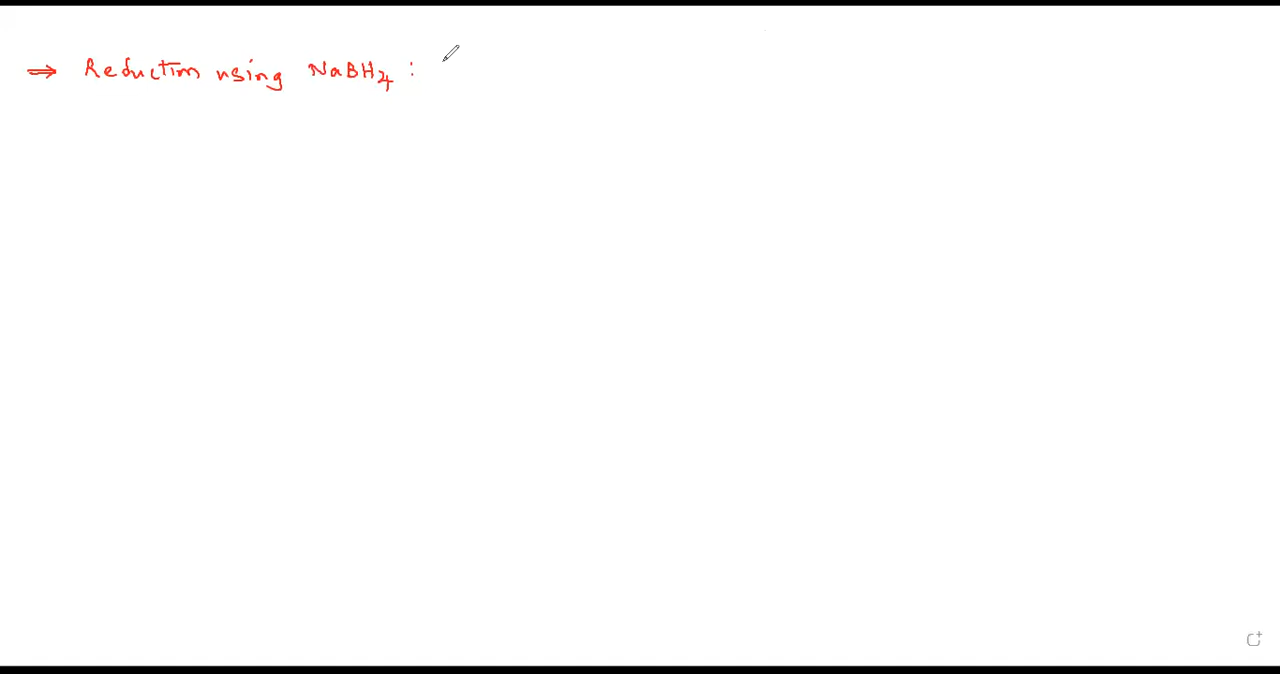 ⇒ Reduction using NaBH₄ :